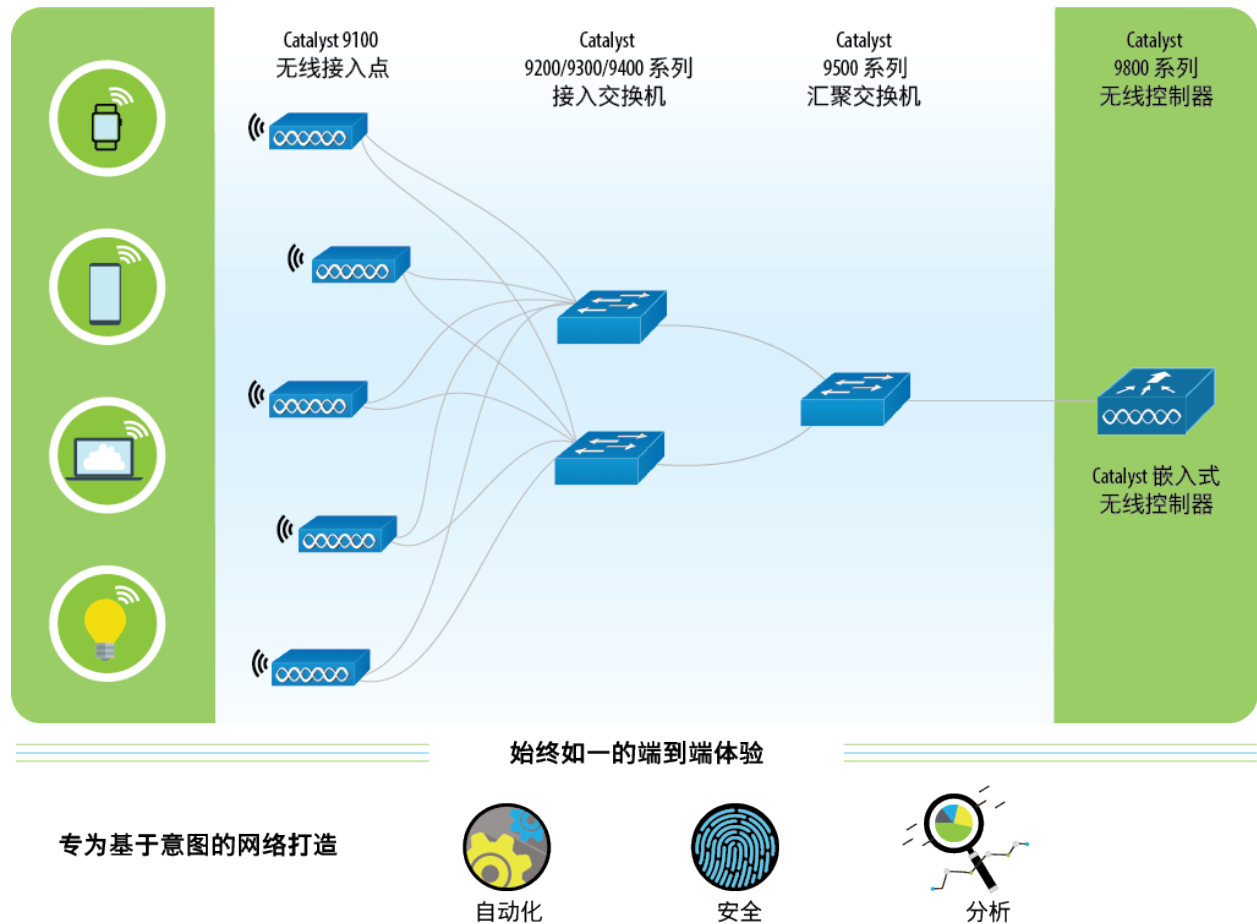 Catalyst 9100
无线接入点
Catalyst
9200/9300/9400 系列
接入交换机
Catalyst
9500 系列
汇聚交换机
Catalyst
9800 系列
无线控制器
Catalyst 嵌入式
无线控制器
始终如一的端到端体验
专为基于意图的网络打造
自动化
安全
分析